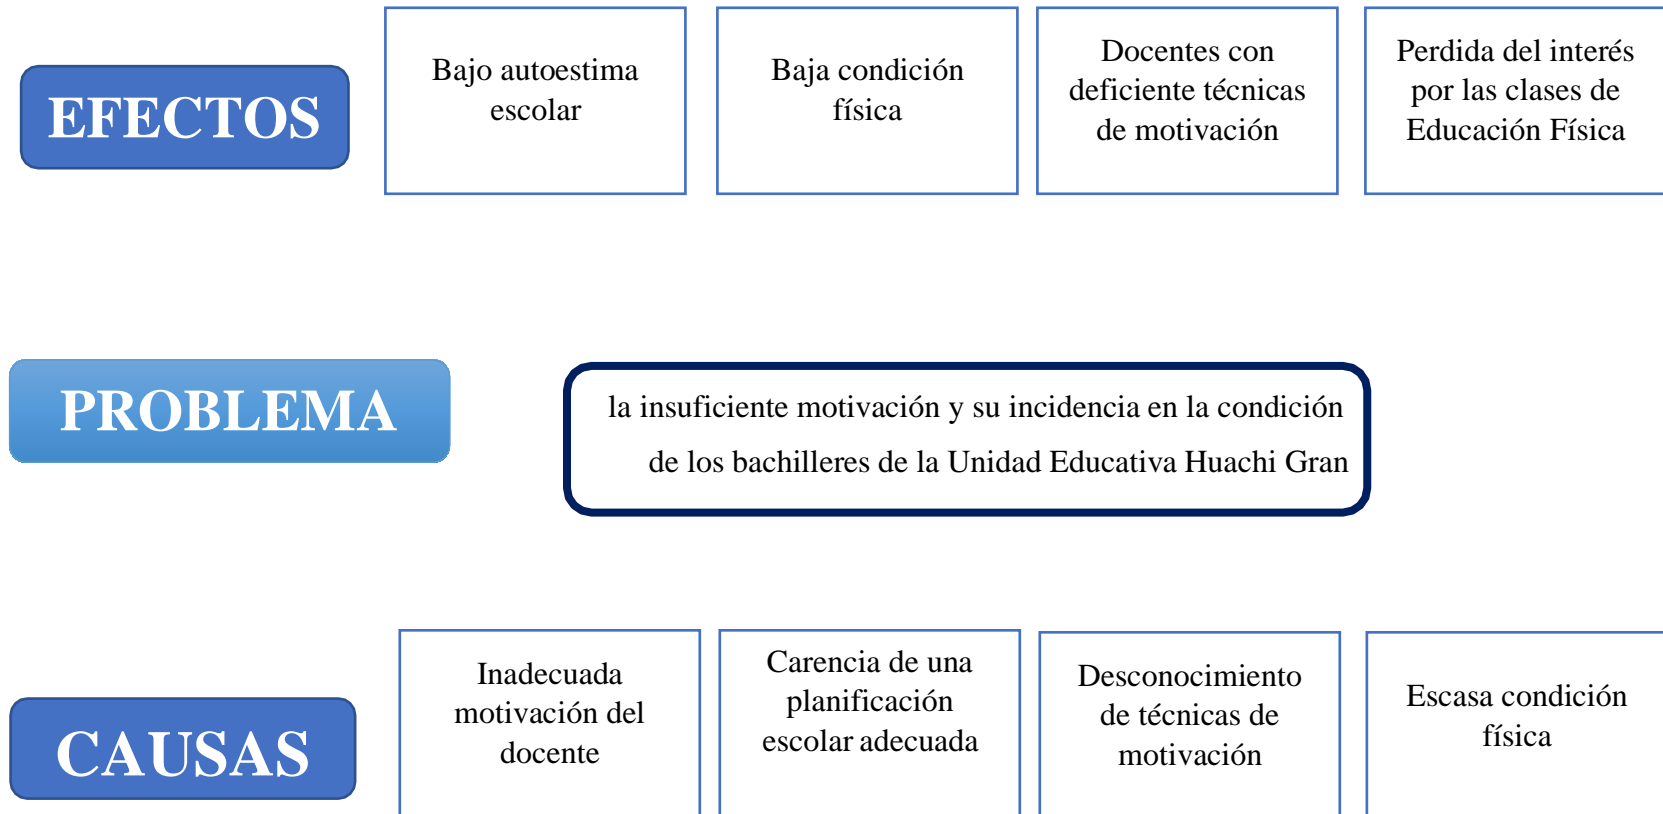 EFECTOS
Bajo autoestima
escolar
Baja condición
física
Docentes con
deficiente técnicas
de motivación
Perdida del interés
por las clases de
Educación Física
PROBLEMA
la insuficiente motivación y su incidencia en la condición
de los bachilleres de la Unidad Educativa Huachi Gran
CAUSAS
Inadecuada
motivación del
docente
Carencia de una
planificación
escolar adecuada
Desconocimiento
de técnicas de
motivación
Escasa condición
física